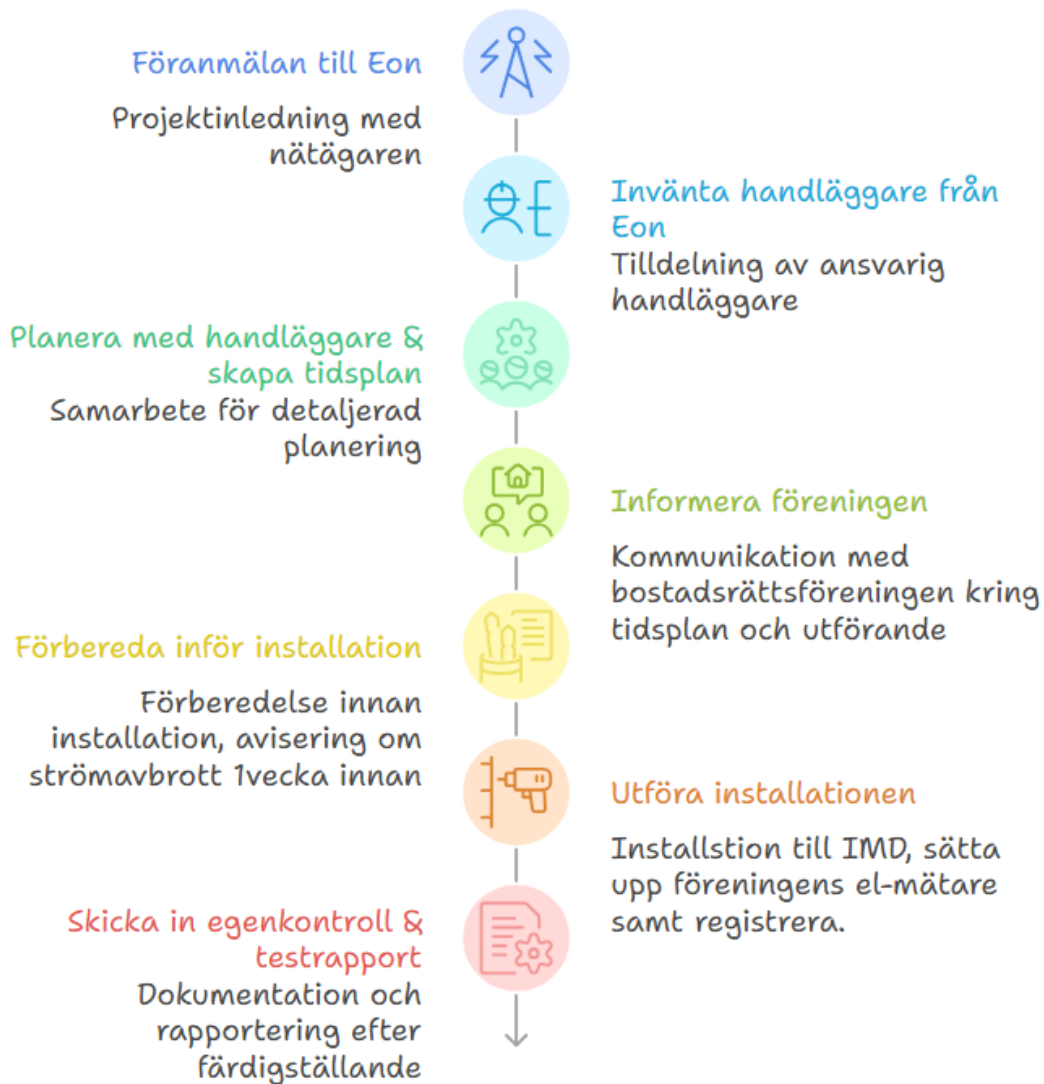 Föranmälan till Eon
Projektinledning med
nätägaren
Invänta handläggare från
Eon
Tilldelning av ansvarig
handläggare
Planera med handläggare &
skapa tidsplan
Samarbete för detaljerad
planering
Informera föreningen
Kommunikation med
bostadsrättsföreningen kring
tidsplan och utförande
Förbereda inför installation
Förberedelse innan
installation, avisering om
strömavbrott 1vecka innan
Utföra installationen
Installstion till IMD, sätta
upp föreningens el-mätare
samt registrera.
Skicka in egenkontroll &
testrapport
Dokumentation och
rapportering efter
färdigställande